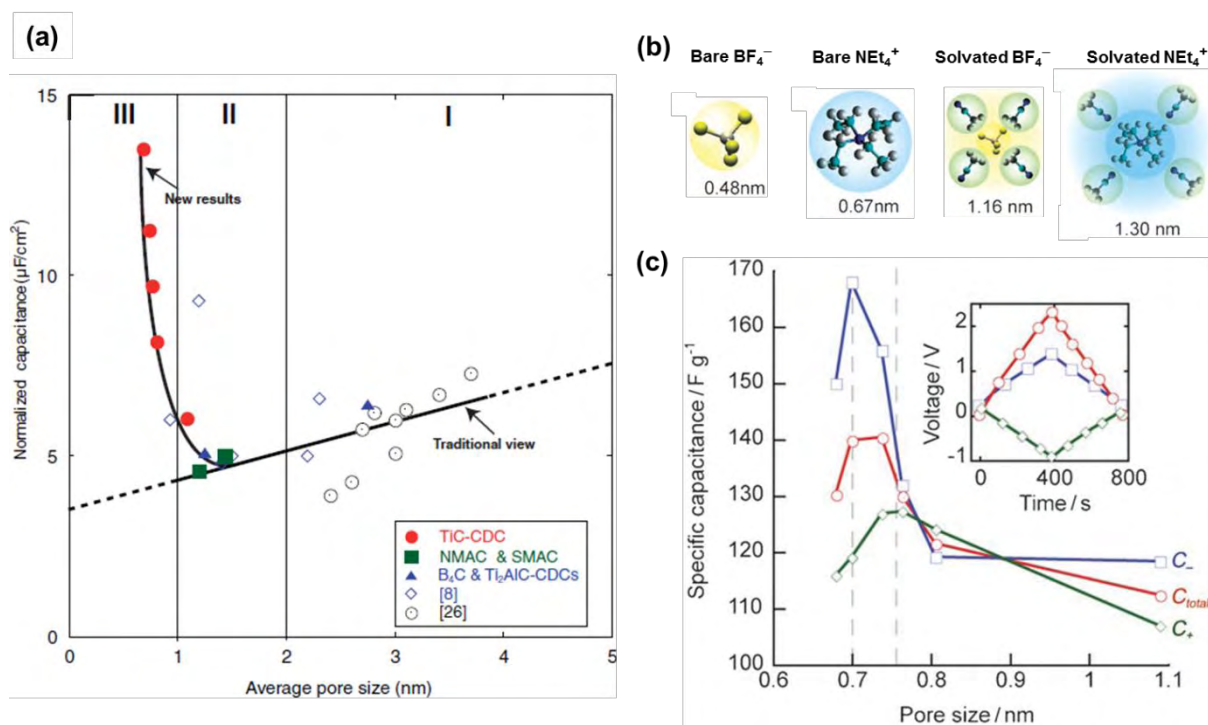 (a)
15
10
5
0
Normalized capacitance (µF/cm²)
III
II
I
New results
Traditional view
TiC-CDC
NMAC & SMAC
B₄C & Ti₂AlC-CDCs
[8]
[26]
0 1 2 3 4 5
Average pore size (nm)
(b)
Bare BF₄⁻ Bare NEt₄⁺ Solvated BF₄⁻ Solvated NEt₄⁺
0.48nm
0.67nm
1.16 nm
1.30 nm
(c)
170
160
150
140
130
120
110
100
Specific capacitance / F g⁻¹
2
1
0
-1
Voltage / V
0 400 800
Time / s
C₋
Ctotal
C₊
0.6 0.7 0.8 0.9 1 1.1
Pore size / nm